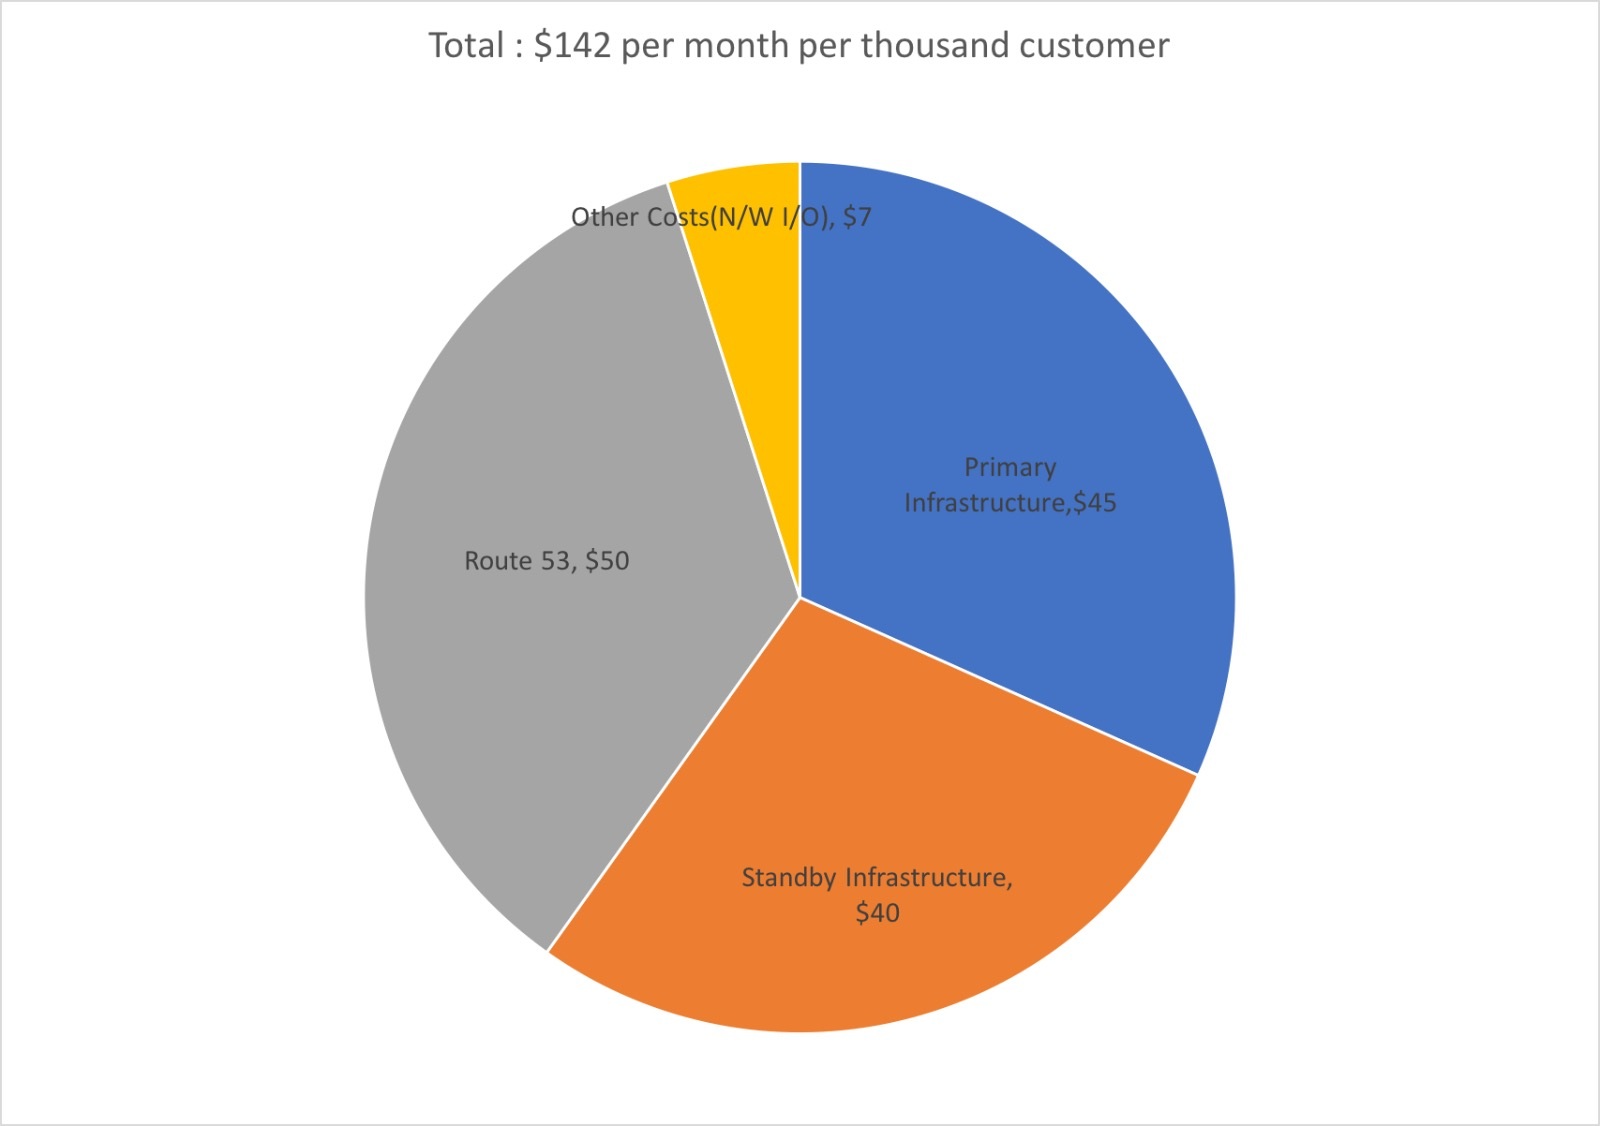 Total : $142 per month per thousand customer
Other Costs(N/W I/O), $7
Primary
Infrastructure,$45
Route 53, $50
Standby Infrastructure,
$40